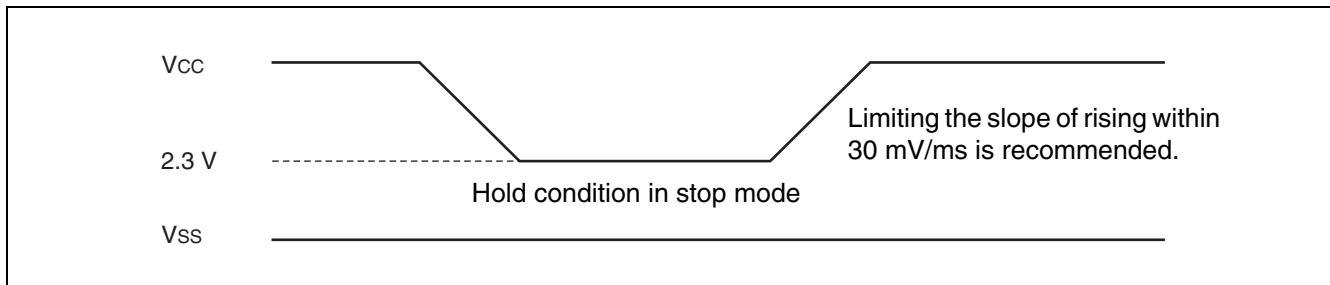 Vcc
Limiting the slope of rising within
30 mV/ms is recommended.
2.3 V
Hold condition in stop mode
Vss